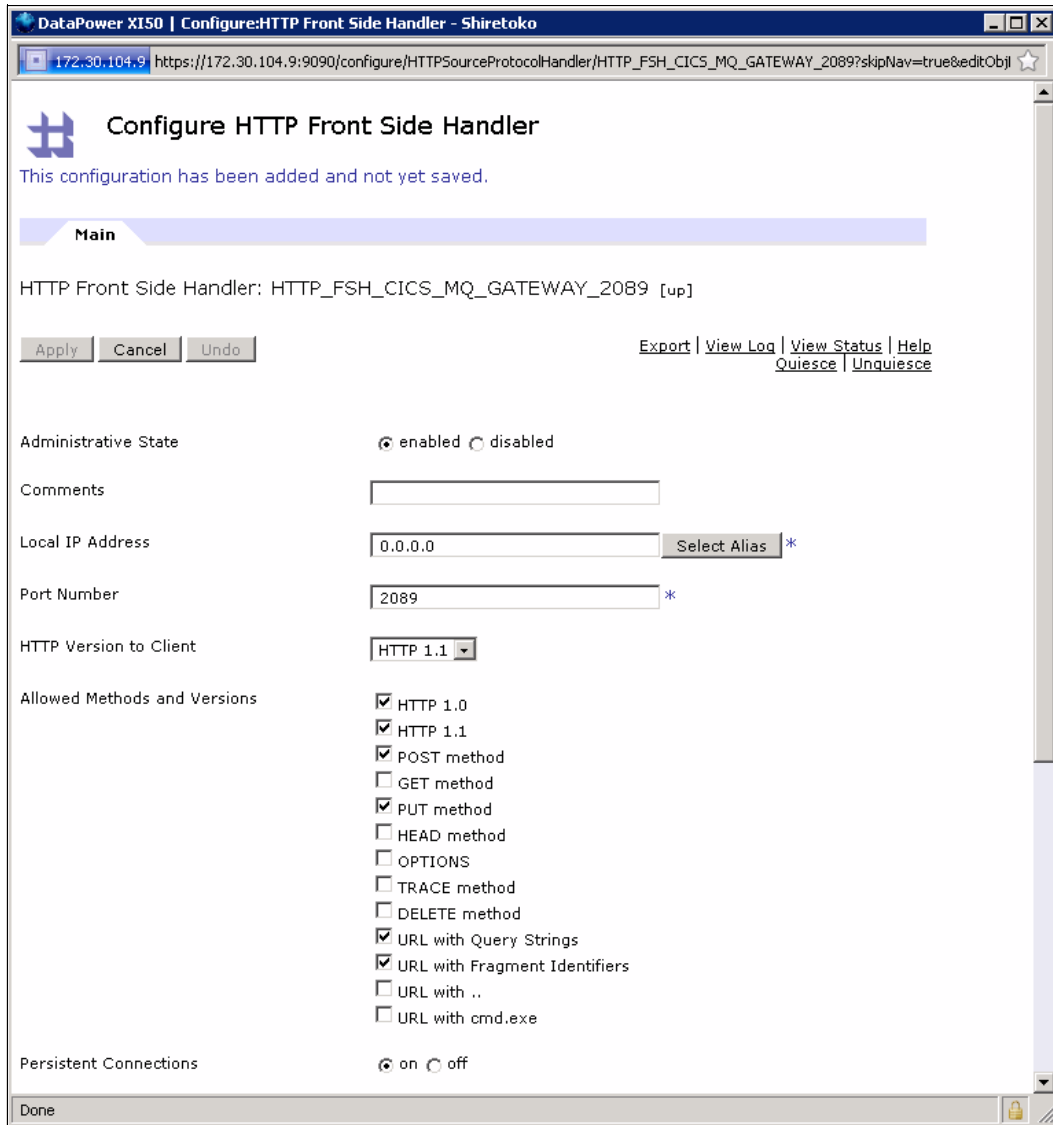 DataPower XI50 | Configure:HTTP Front Side Handler - Shiretoko
172.30.104.9 https://172.30.104.9:9090/configure/HTTPSourceProtocolHandler/HTTP_FSH_CICS_MQ_GATEWAY_2089?skipNav=true&editObjl
Configure HTTP Front Side Handler
This configuration has been added and not yet saved.
Main
HTTP Front Side Handler: HTTP_FSH_CICS_MQ_GATEWAY_2089 [up]
Apply Cancel Undo Export | View Log | View Status | Help
Quiesce | Unquiesce
Administrative State enabled disabled
Comments
Local IP Address 0.0.0.0 Select Alias *
Port Number 2089 *
HTTP Version to Client HTTP 1.1
Allowed Methods and Versions HTTP 1.0
HTTP 1.1
POST method
GET method
PUT method
HEAD method
OPTIONS
TRACE method
DELETE method
URL with Query Strings
URL with Fragment Identifiers
URL with ..
URL with cmd.exe
Persistent Connections on off
Done